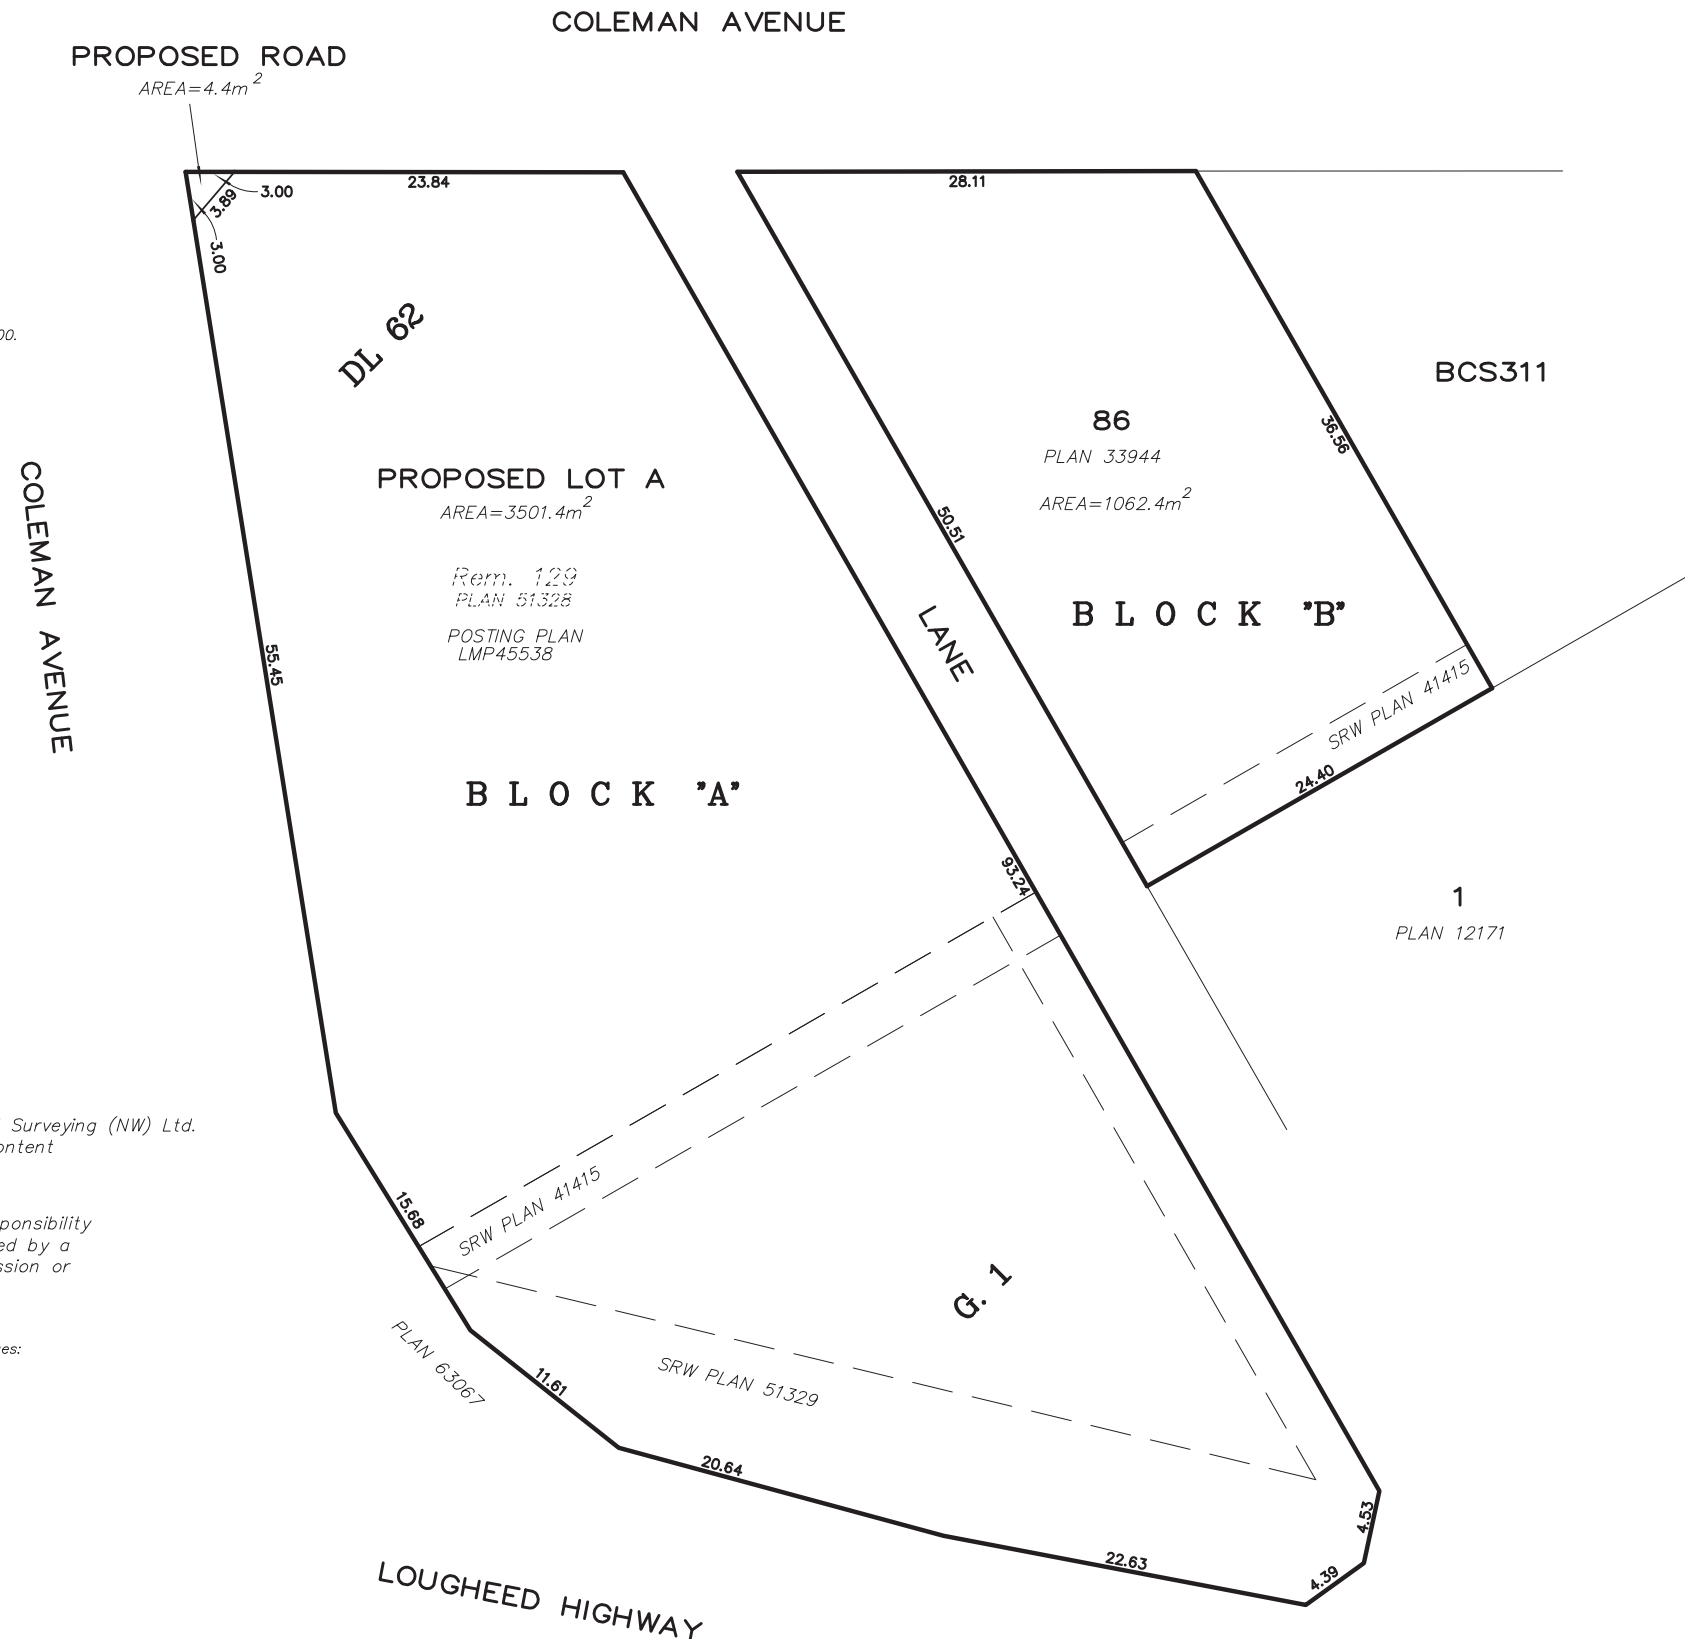 COLEMAN AVENUE
PROPOSED ROAD
AREA=4.4m2
23.84
3.00
3.89
3.00
28.11
00.
DL 62
BCS311
86
PLAN 33944
AREA=1062.4m2
36.56
COLEMAN AVENUE
PROPOSED LOT A
AREA=3501.4m2
50.51
Rem. 129
PLAN 51328
POSTING PLAN
LMP45538
BLOCK "B"
LANE
55.45
SRW PLAN 41415
24.40
BLOCK "A"
93.24
1
PLAN 12171
Surveying (NW) Ltd.
ontent
ponsibility
ed by a
ssion or
es:
15.68
SRW PLAN 41415
G. 1
PLAN 63067
11.61
SRW PLAN 51329
20.64
4.53
22.63
4.39
LOUGHEED HIGHWAY